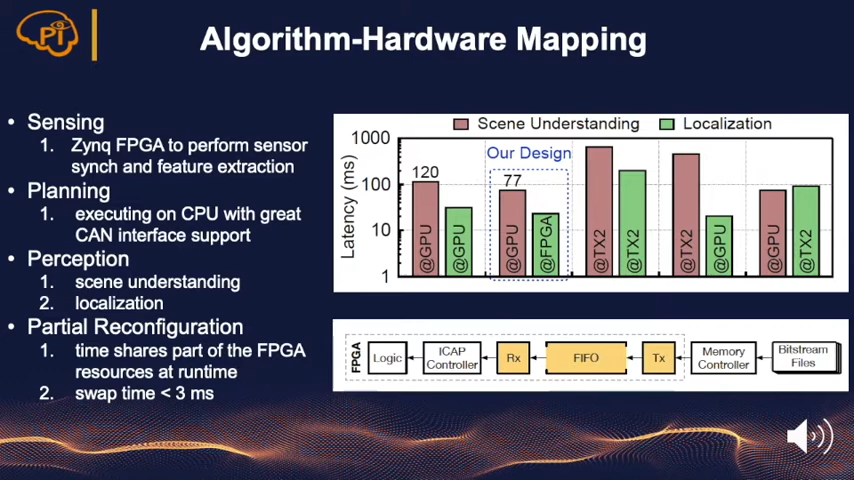 PI
Algorithm-Hardware Mapping
• Sensing
1. Zynq FPGA to perform sensor
synch and feature extraction
• Planning
1. executing on CPU with great
CAN interface support
• Perception
1. scene understanding
2. localization
• Partial Reconfiguration
1. time shares part of the FPGA
resources at runtime
2. swap time < 3 ms
Scene Understanding
Localization
Latency (ms)
1000
100
10
1
Our Design
120
77
@GPU
@GPU
@GPU
@FPGA
@TX2
@TX2
@TX2
@GPU
@GPU
@TX2
FPGA
Logic
ICAP
Controller
Rx
FIFO
Tx
Memory
Controller
Bitstream
Files